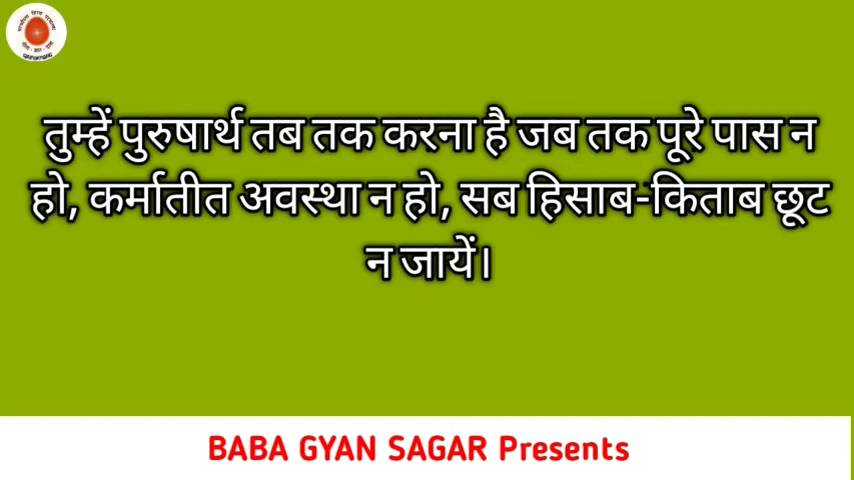 तुम्हें पुरुषार्थ तब तक करना है जब तक पूरे पास न
हो, कर्मातीत अवस्था न हो, सब हिसाब-किताब छूट
न जायें।
BABA GYAN SAGAR Presents